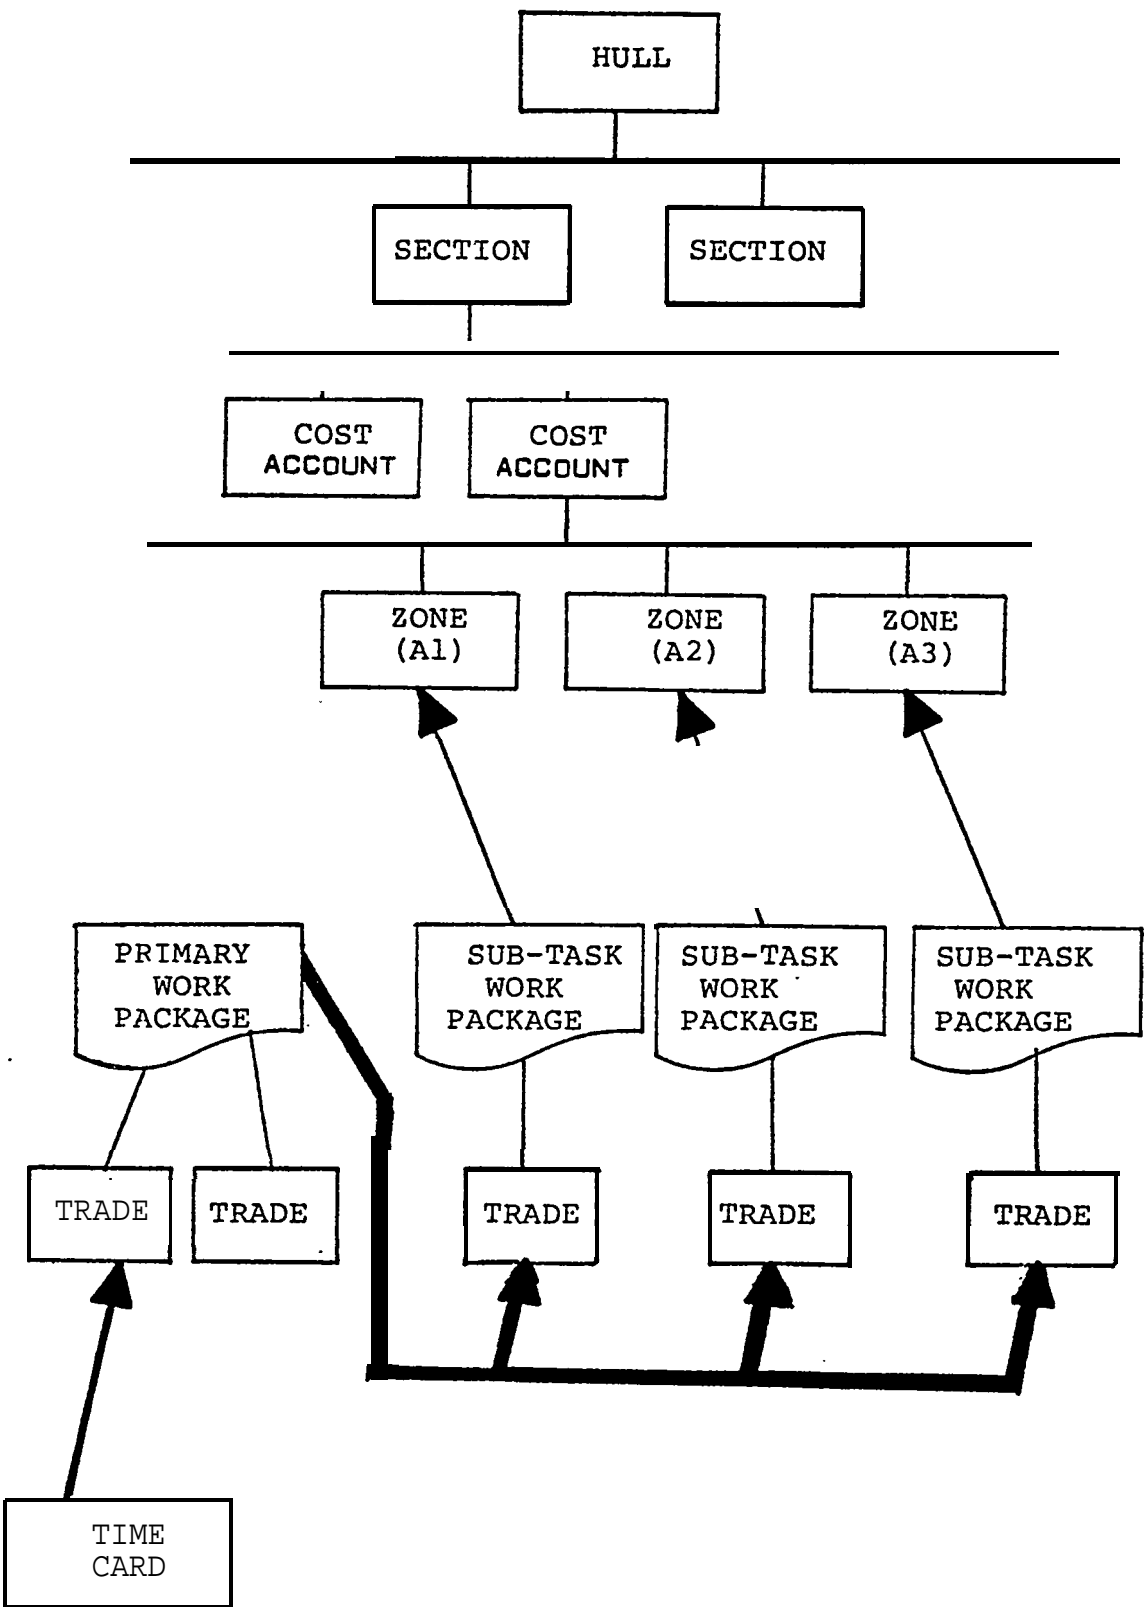 HULL
SECTION
SECTION
COST
ACCOUNT
COST
ACCOUNT
ZONE
(A1)
ZONE
(A2)
ZONE
(A3)
PRIMARY
WORK
PACKAGE
SUB-TASK
WORK
PACKAGE
SUB-TASK
WORK
PACKAGE
SUB-TASK
WORK
PACKAGE
TRADE
TRADE
TRADE
TRADE
TRADE
TIME
CARD